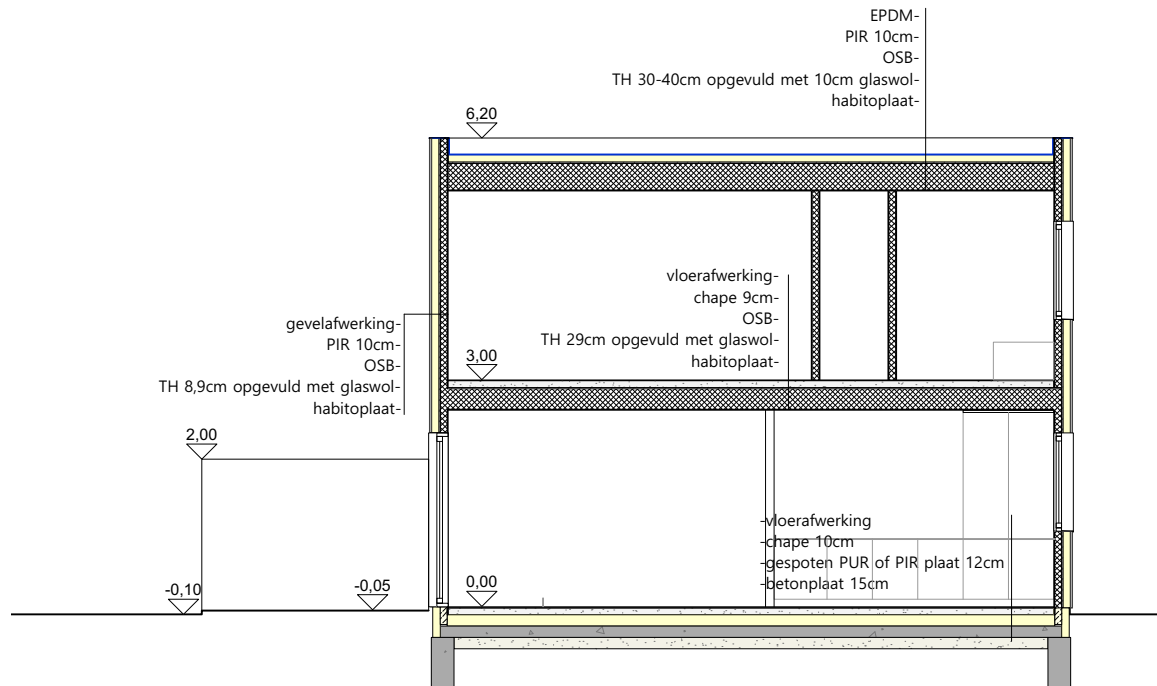 EPDM-
PIR 10cm-
OSB-
TH 30-40cm opgevuld met 10cm glaswol-
habitoplaat-
6,20
vloerafwerking-
chape 9cm-
OSB-
TH 29cm opgevuld met glaswol-
habitoplaat-
gevelafwerking-
PIR 10cm-
OSB-
TH 8,9cm opgevuld met glaswol-
habitoplaat-
3,00
2,00
-vloerafwerking
-chape 10cm
-gespoten PUR of PIR plaat 12cm
-betonplaat 15cm
-0,10
-0,05
0,00